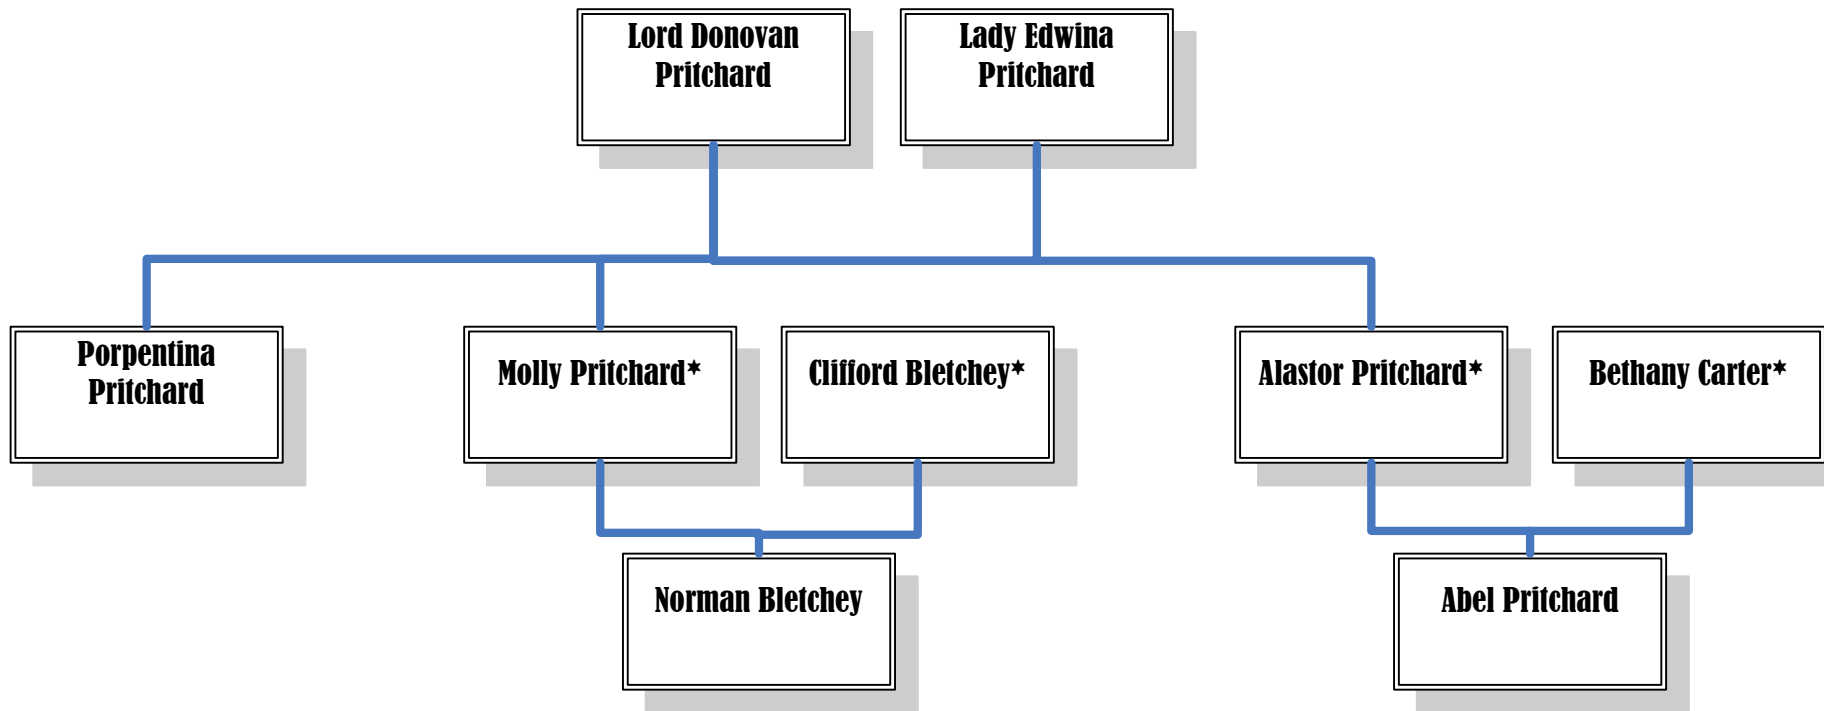 Lord Donovan
Pritchard
Lady Edwina
Pritchard
Porpentina
Pritchard
Molly Pritchard*
Clifford Bletchey*
Alastor Pritchard*
Bethany Carter*
Norman Bletchey
Abel Pritchard